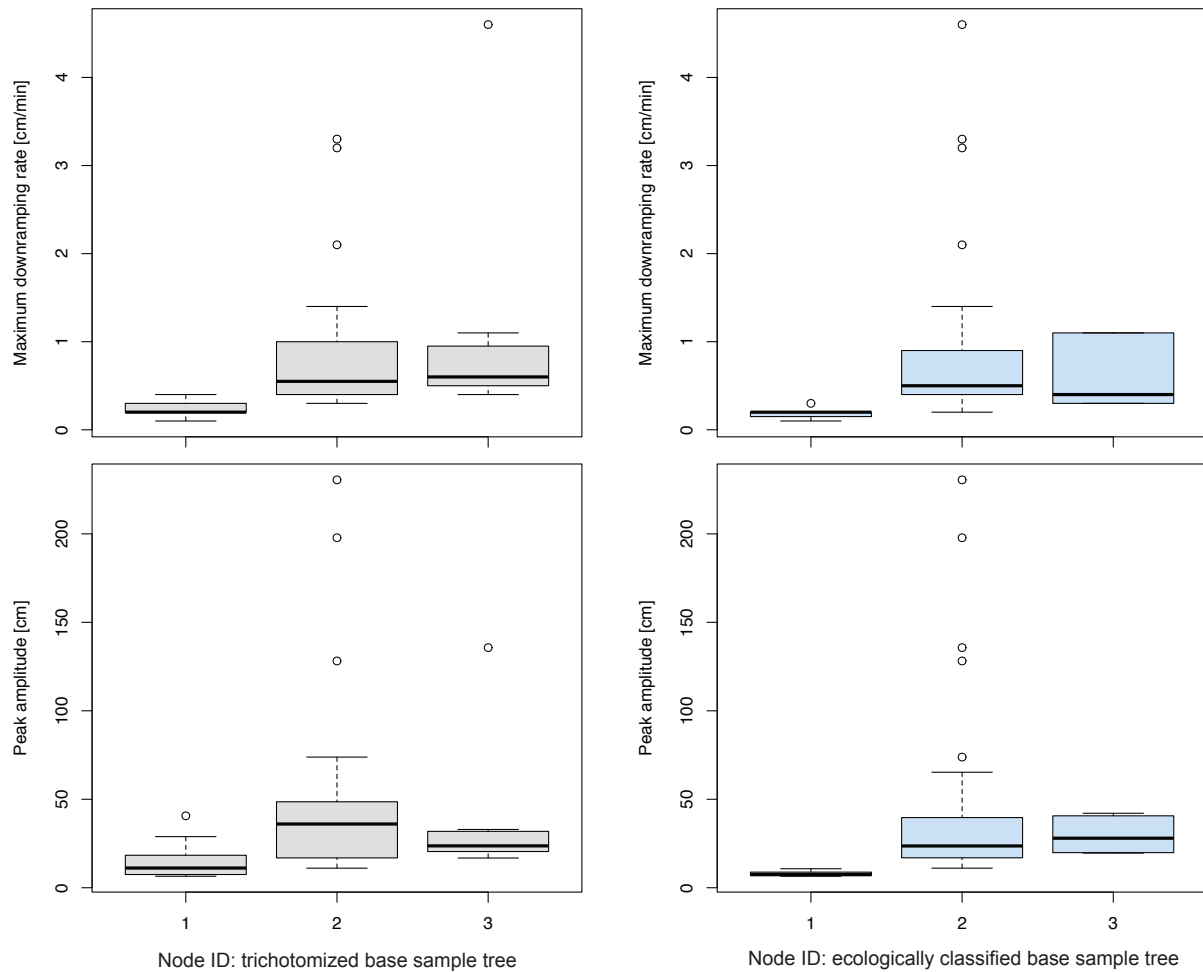 Maximum downramping rate [cm/min]
4
3
2
1
0
Maximum downramping rate [cm/min]
4
3
2
1
0
Peak amplitude [cm]
200
150
100
50
0
1 2 3
Node ID: trichotomized base sample tree
Peak amplitude [cm]
200
150
100
50
0
1 2 3
Node ID: ecologically classified base sample tree